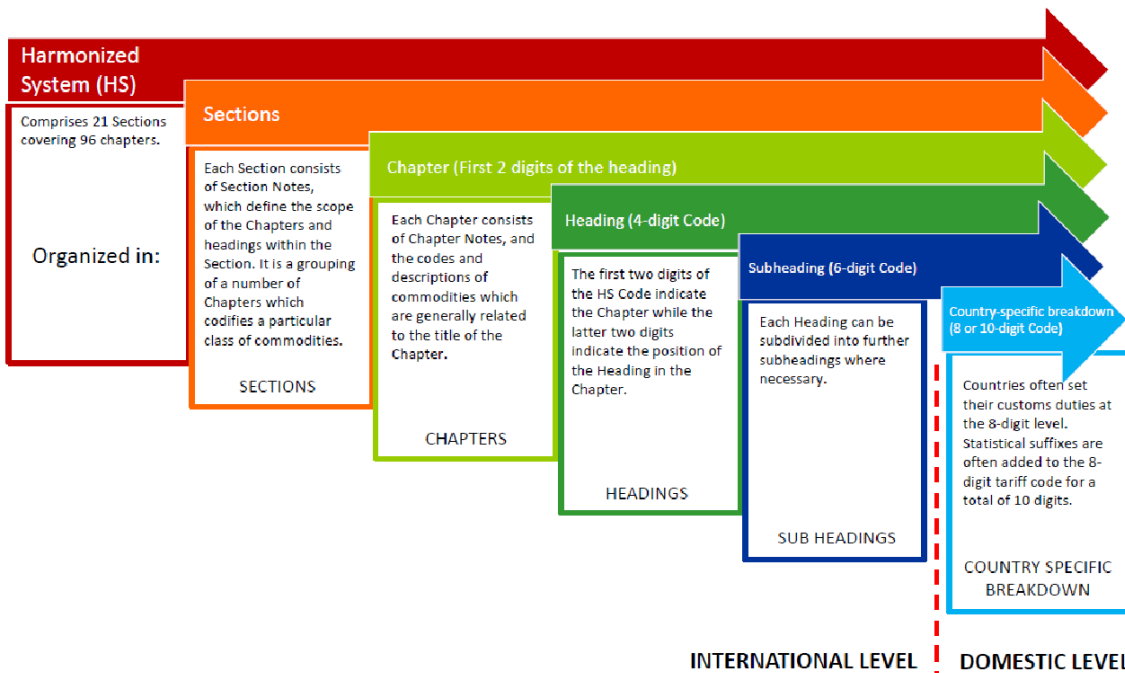 Harmonized
System (HS)
Comprises 21 Sections
covering 96 chapters.
Organized in:
Sections
Each Section consists
of Section Notes,
which define the scope
of the Chapters and
headings within the
Section. It is a grouping
of a number of
Chapters which
codifies a particular
class of commodities.
SECTIONS
Chapter (First 2 digits of the heading)
Each Chapter consists
of Chapter Notes, and
the codes and
descriptions of
commodities which
are generally related
to the title of the
Chapter.
CHAPTERS
Heading (4-digit Code)
The first two digits of
the HS Code indicate
the Chapter while the
latter two digits
indicate the position of
the Heading in the
Chapter.
HEADINGS
Subheading (6-digit Code)
Each Heading can be
subdivided into further
subheadings where
necessary.
SUB HEADINGS
Country-specific breakdown
(8 or 10-digit Code)
Countries often set
their customs duties at
the 8-digit level.
Statistical suffixes are
often added to the 8-
digit tariff code for a
total of 10 digits.
COUNTRY SPECIFIC
BREAKDOWN
INTERNATIONAL LEVEL
DOMESTIC LEVEL